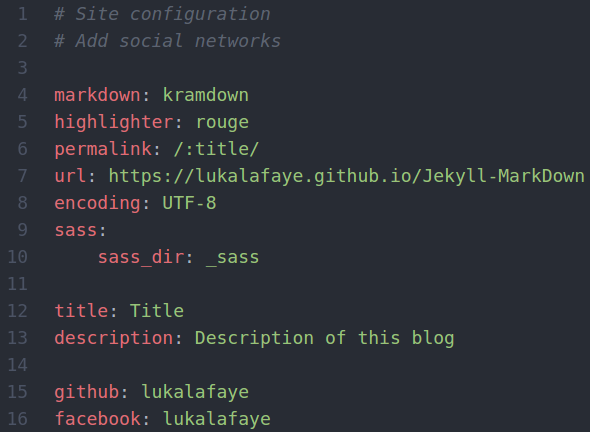 1 # Site configuration
2 # Add social networks
3
4 markdown: kramdown
5 highlighter: rouge
6 permalink: /:title/
7 url: https://lukalafaye.github.io/Jekyll-MarkDown
8 encoding: UTF-8
9 sass:
10     sass_dir: _sass
11
12 title: Title
13 description: Description of this blog
14
15 github: lukalafaye
16 facebook: lukalafaye